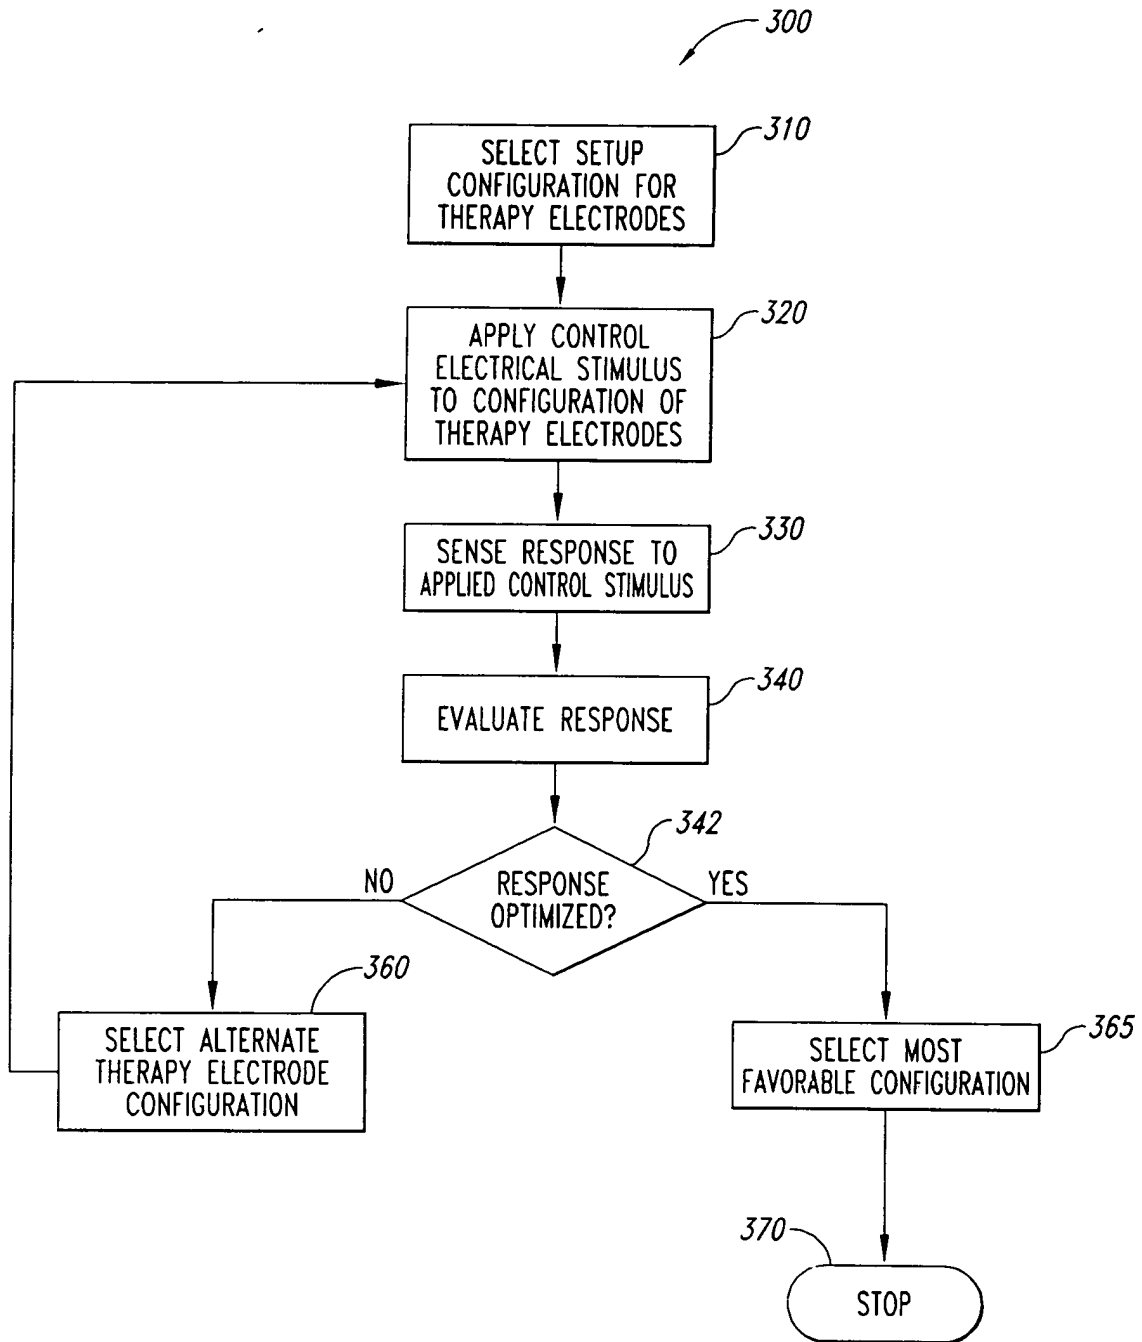 300
310
SELECT SETUP
CONFIGURATION FOR
THERAPY ELECTRODES
320
APPLY CONTROL
ELECTRICAL STIMULUS
TO CONFIGURATION OF
THERAPY ELECTRODES
330
SENSE RESPONSE TO
APPLIED CONTROL STIMULUS
340
EVALUATE RESPONSE
342
NO
RESPONSE
OPTIMIZED?
YES
360
SELECT ALTERNATE
THERAPY ELECTRODE
CONFIGURATION
365
SELECT MOST
FAVORABLE CONFIGURATION
370
STOP